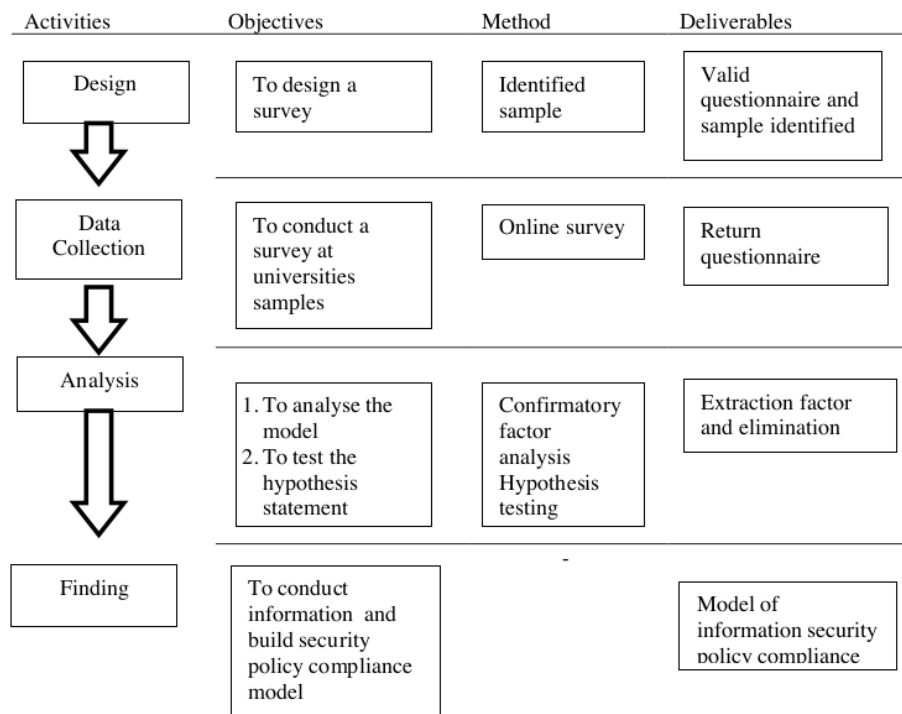 Activities Objectives Method Deliverables
Design
To design a
survey
Identified
sample
Valid
questionnaire and
sample identified
Data
Collection
To conduct a
survey at
universities
samples
Online survey
Return
questionnaire
Analysis
1. To analyse the
model
2. To test the
hypothesis
statement
Confirmatory
factor
analysis
Hypothesis
testing
Extraction factor
and elimination
Finding
To conduct
information and
build security
policy compliance
model
-
Model of
information security
policy compliance